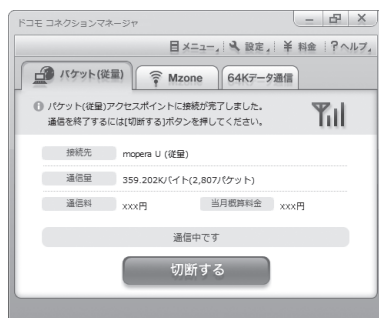 ドコモ コネクションマネージャ
メニュー 設定 ¥ 料金 ?ヘルプ
パケット(従量) Mzone 64Kデータ通信
パケット(従量)アクセスポイントに接続が完了しました。
通信を終了するには[切断する]ボタンを押してください。
接続先 mopera U (従量)
通信量 359.202Kバイト(2,807パケット)
通信料 xxx円 当月概算料金 xxx円
通信中です
切断する